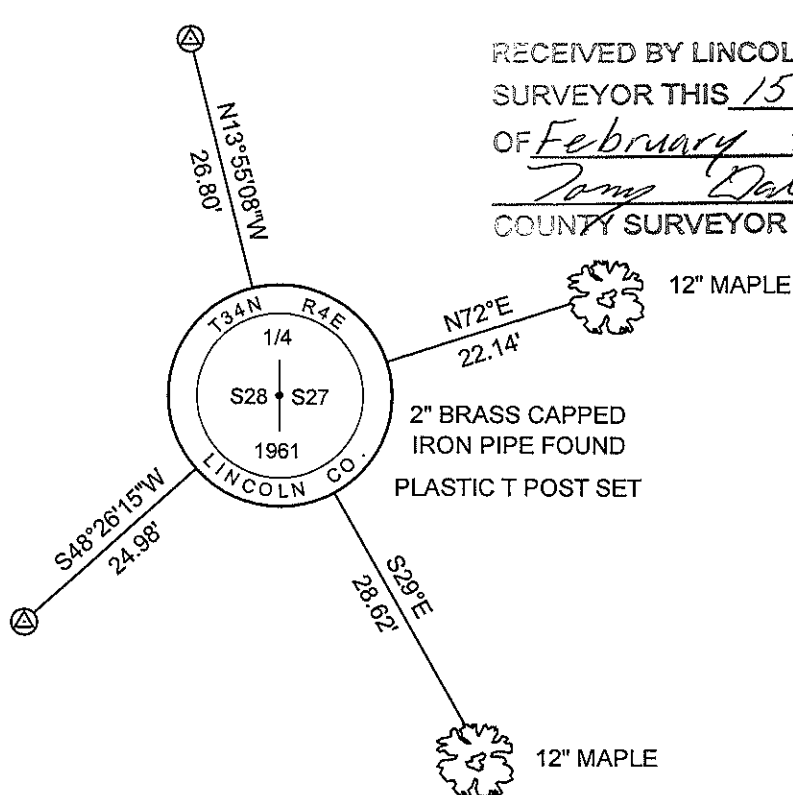 RECEIVED BY LINCOL
SURVEYOR THIS 15
OF February
Tony
COUNTY SURVEYOR
N13°55'08"W
26.80'
12" MAPLE
N72°E
22.14'
T34N R4E
1/4
S28 S27
1961
LINCOLN CO.
2" BRASS CAPPED
IRON PIPE FOUND
PLASTIC T POST SET
S48°26'15"W
24.98'
S29°E
28.62'
12" MAPLE